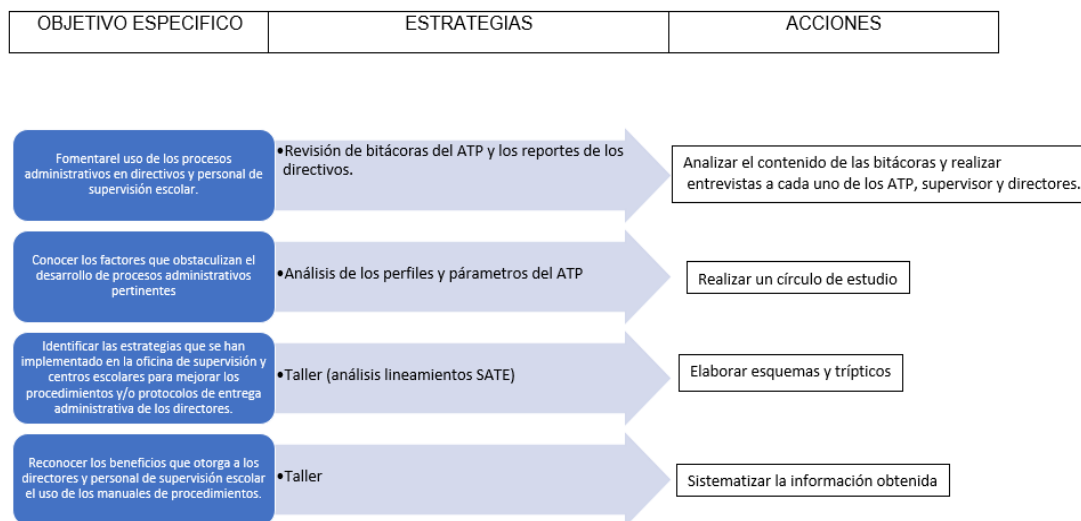 OBJETIVO ESPECIFICO
ESTRATEGIAS
ACCIONES
Fomentarel uso de los procesos
administrativos en directivos y personal de
supervisión escolar.
•Revisión de bitácoras del ATP y los reportes de los
directivos.
Analizar el contenido de las bitácoras y realizar
entrevistas a cada uno de los ATP, supervisor y directores.
Conocer los factores que obstaculizan el
desarrollo de procesos administrativos
pertinentes
•Análisis de los perfiles y párametros del ATP
Realizar un círculo de estudio
Identificar las estrategias que se han
implementado en la oficina de supervisión y
centros escolares para mejorar los
procedimientos y/o protocolos de entrega
administrativa de los directores.
•Taller (análisis lineamientos SATE)
Elaborar esquemas y trípticos
Reconocer los beneficios que otorga a los
directores y personal de supervisión escolar
el uso de los manuales de procedimientos.
•Taller
Sistematizar la información obtenida